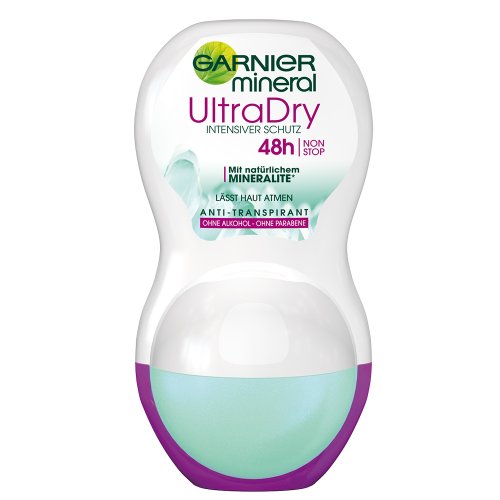 GARNIER
mineral
UltraDry
INTENSIVER SCHUTZ
48h NON STOP
Mit natürlichem
MINERALITE*
LÄSST HAUT ATMEN
ANTI-TRANSPIRANT
OHNE ALKOHOL - OHNE PARABENE